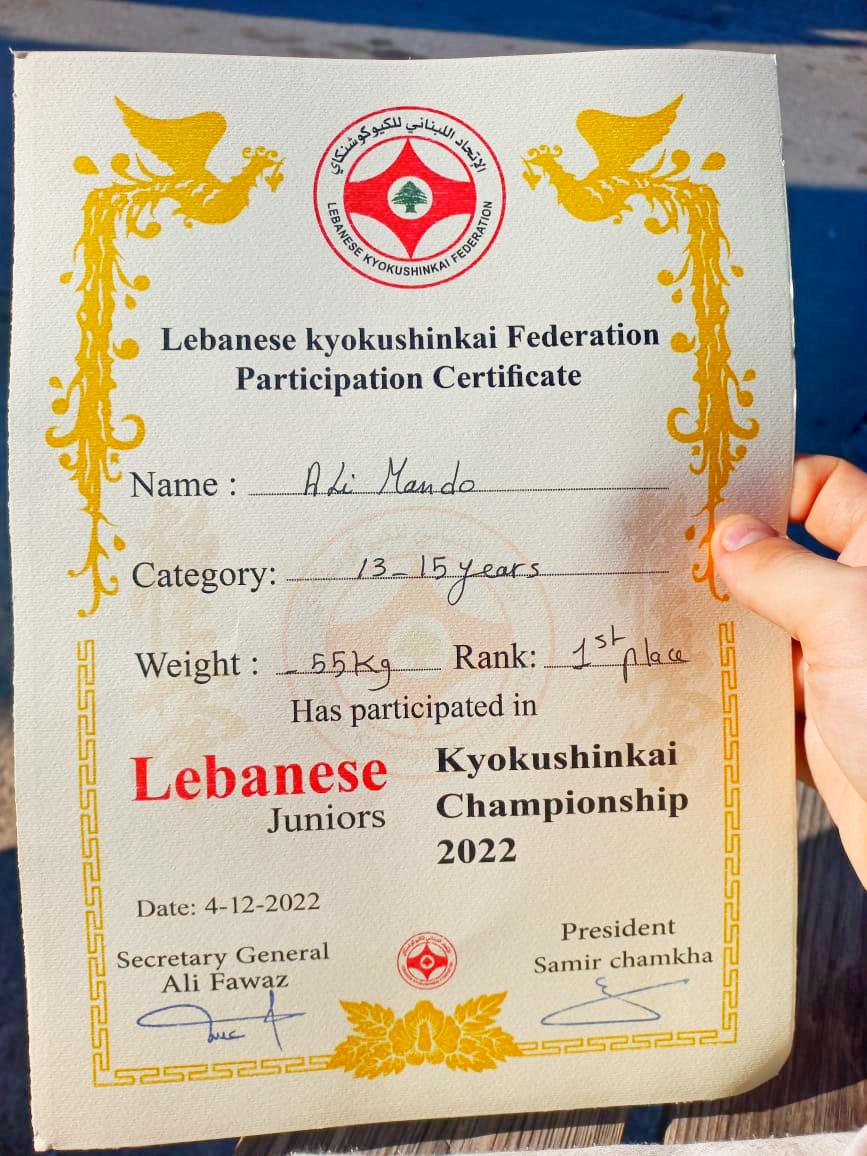 الإتحاد اللبناني للكيوكوشنكاي
LEBANESE KYOKUSHINKAI FEDERATION
Lebanese kyokushinkai Federation
Participation Certificate
Name : Ali Mando
Category: 13-15 years
Weight : -55kg Rank: 1st place
Has participated in
Lebanese Juniors
Kyokushinkai Championship 2022
Date: 4-12-2022
Secretary General
Ali Fawaz
President
Samir chamkha